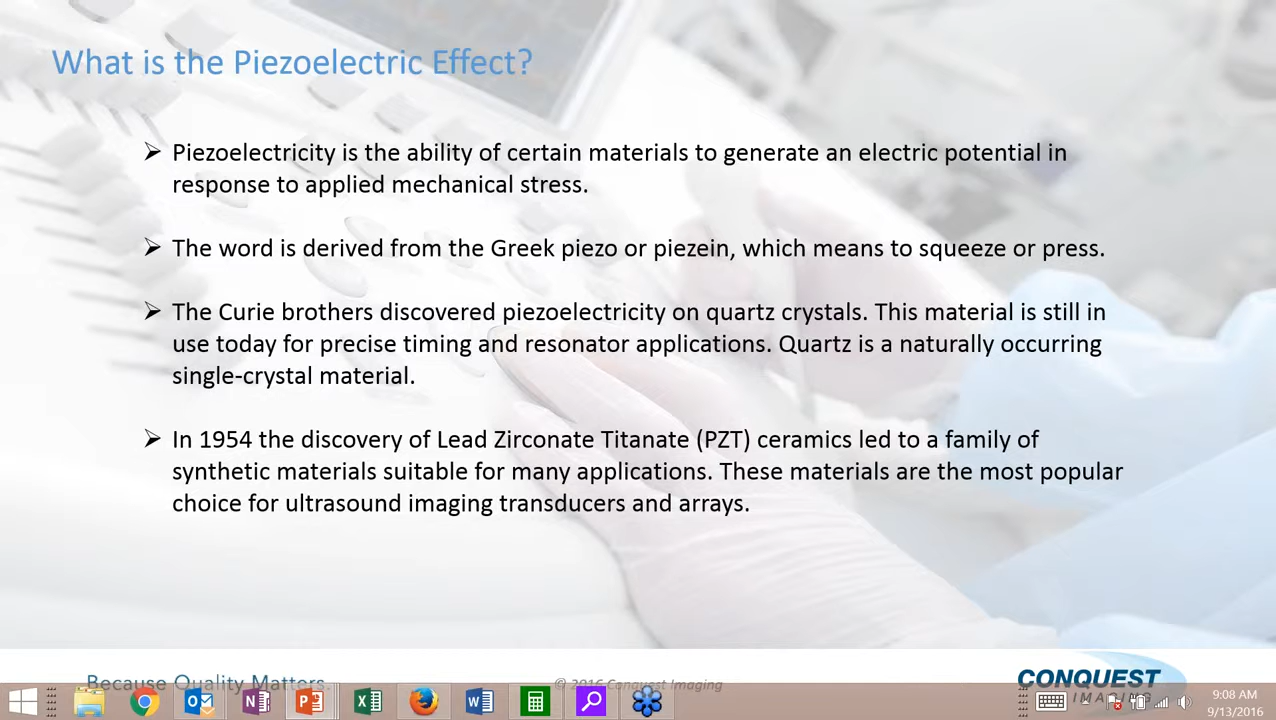 What is the Piezoelectric Effect?
➢ Piezoelectricity is the ability of certain materials to generate an electric potential in
response to applied mechanical stress.
➢ The word is derived from the Greek piezo or piezein, which means to squeeze or press.
➢ The Curie brothers discovered piezoelectricity on quartz crystals. This material is still in
use today for precise timing and resonator applications. Quartz is a naturally occurring
single-crystal material.
➢ In 1954 the discovery of Lead Zirconate Titanate (PZT) ceramics led to a family of
synthetic materials suitable for many applications. These materials are the most popular
choice for ultrasound imaging transducers and arrays.
Because Quality Matters.
© 2016 Conquest Imaging
CONQUEST
IMAGING
9:08 AM
9/13/2016